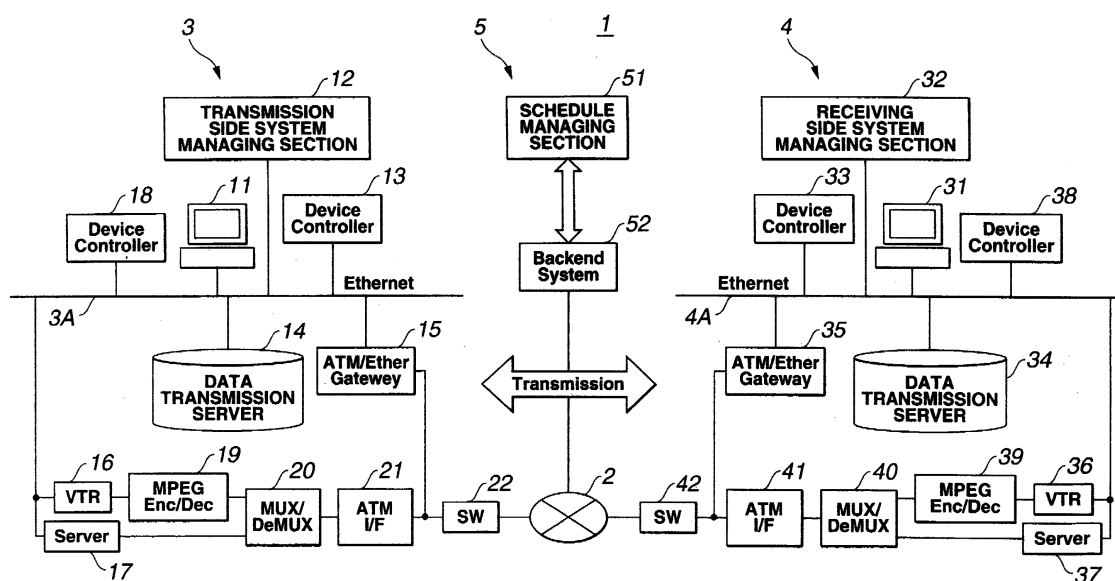 3
5
1
4
12
51
32
TRANSMISSION
SIDE SYSTEM
MANAGING SECTION
SCHEDULE
MANAGING
SECTION
RECEIVING
SIDE SYSTEM
MANAGING SECTION
18
11
13
33
31
38
Device
Controller
Device
Controller
52
Backend
System
Device
Controller
Device
Controller
Ethernet
Ethernet
3A
4A
14
15
35
34
DATA
TRANSMISSION
SERVER
ATM/Ether
Gatewey
Transmission
ATM/Ether
Gateway
DATA
TRANSMISSION
SERVER
16
19
20
21
22
2
42
41
40
39
36
VTR
MPEG
Enc/Dec
MUX/
DeMUX
ATM
I/F
SW
SW
ATM
I/F
MUX/
DeMUX
MPEG
Enc/Dec
VTR
Server
Server
17
37